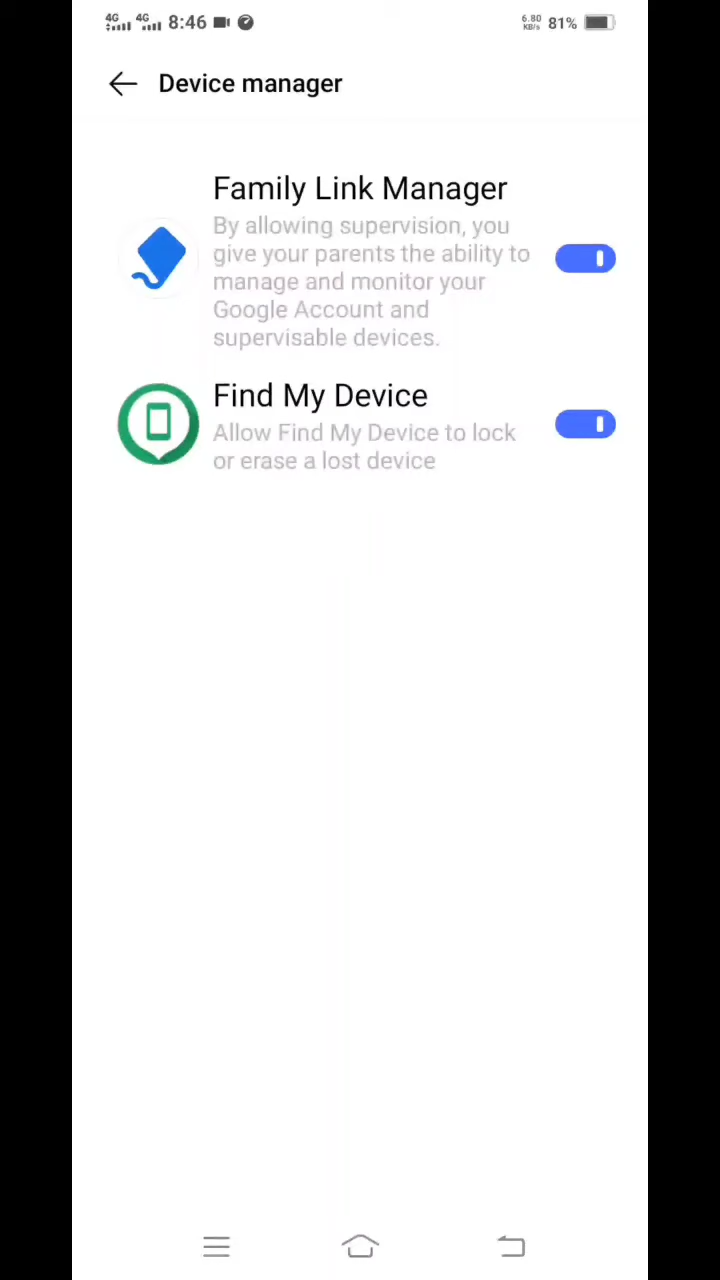 4G 4G 8:46 6.80 KB/s 81%
Device manager
Family Link Manager
By allowing supervision, you
give your parents the ability to
manage and monitor your
Google Account and
supervisable devices.
Find My Device
Allow Find My Device to lock
or erase a lost device